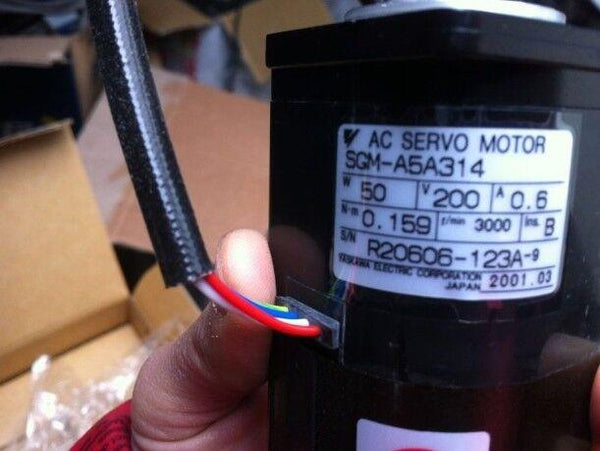 AC SERVO MOTOR
SGM-A5A314
W 50 V 200 A 0.6
N·m 0.159 r/min 3000 Ins. B
S/N R20606-123A-9
YASKAWA ELECTRIC CORPORATION
JAPAN 2001.03